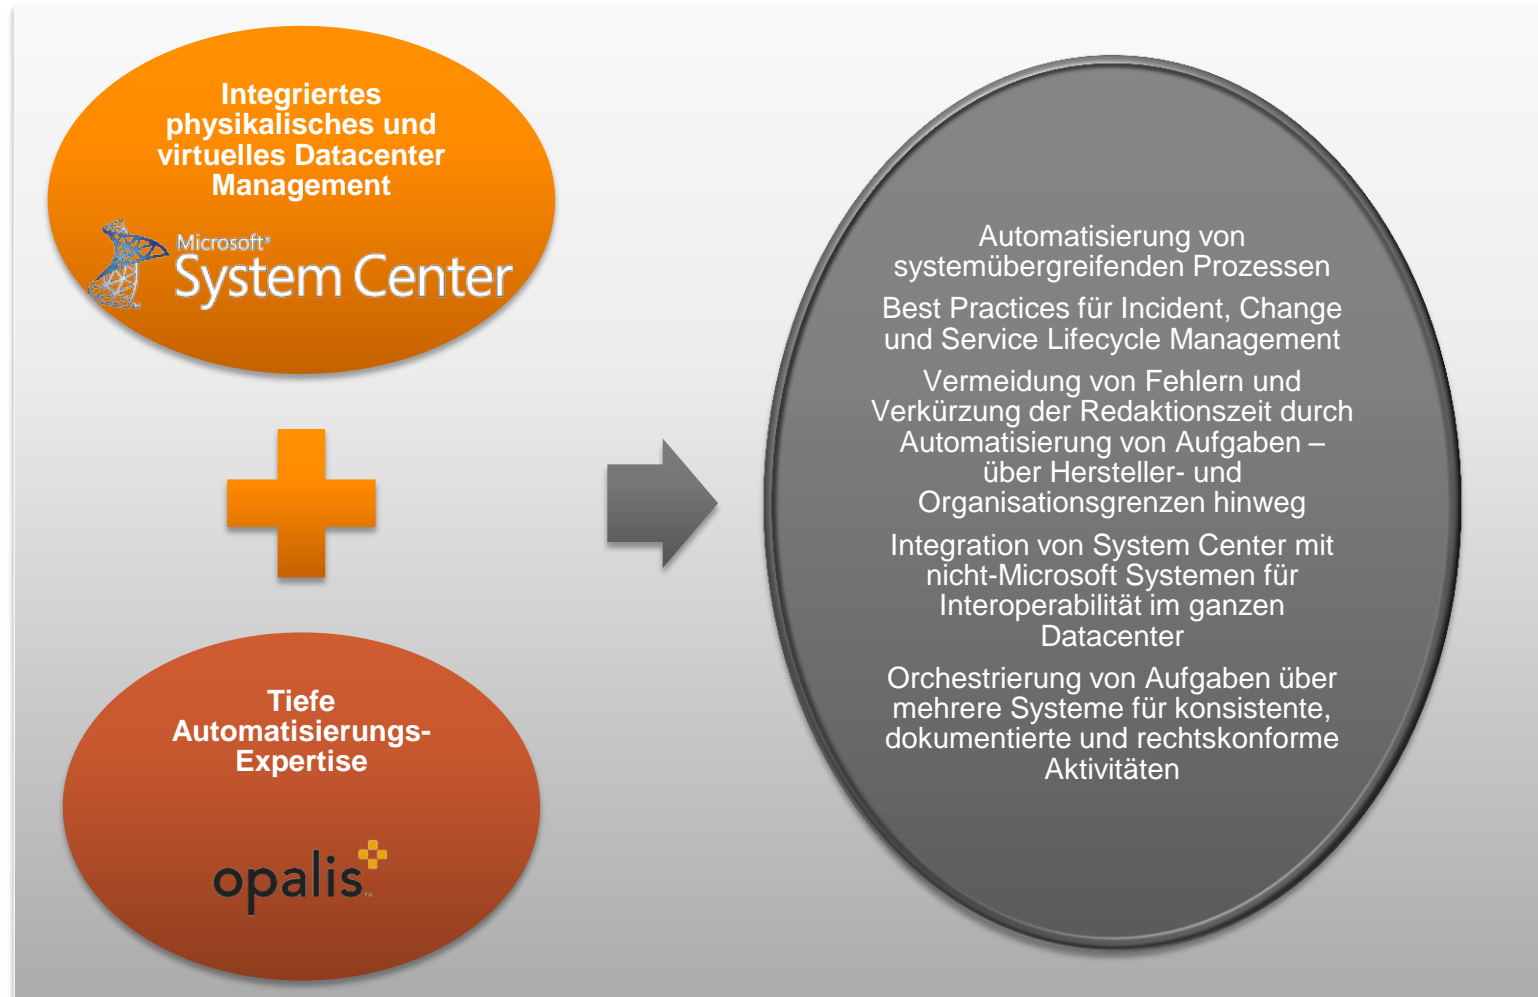 Integriertes
physikalisches und
virtuelles Datacenter
Management
Microsoft®
System Center
Tiefe
Automatisierungs-
Expertise
opalis™
Automatisierung von
systemübergreifenden Prozessen
Best Practices für Incident, Change
und Service Lifecycle Management
Vermeidung von Fehlern und
Verkürzung der Redaktionszeit durch
Automatisierung von Aufgaben –
über Hersteller- und
Organisationsgrenzen hinweg
Integration von System Center mit
nicht-Microsoft Systemen für
Interoperabilität im ganzen
Datacenter
Orchestrierung von Aufgaben über
mehrere Systeme für konsistente,
dokumentierte und rechtskonforme
Aktivitäten